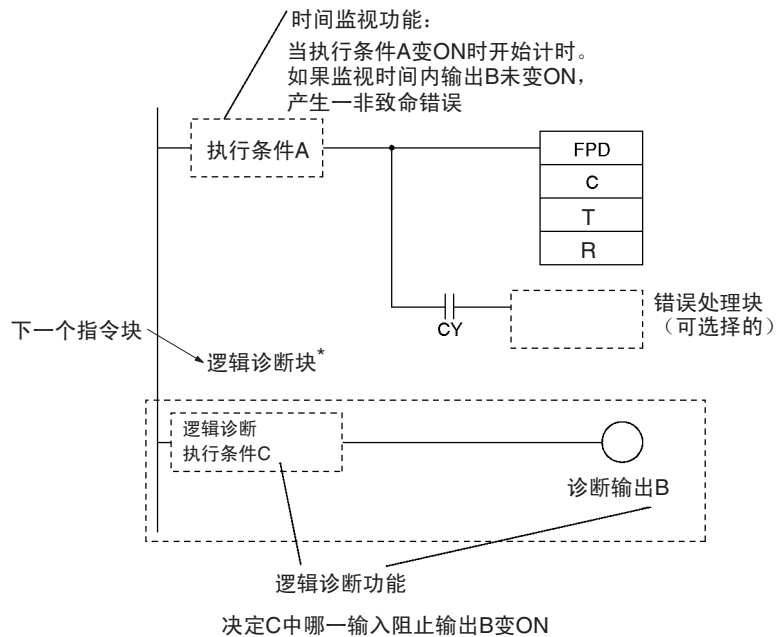 时间监视功能：
当执行条件A变ON时开始计时。
如果监视时间内输出B未变ON，
产生一非致命错误
执行条件A
FPD
C
T
R
CY
错误处理块
（可选择的）
下一个指令块
逻辑诊断块*
逻辑诊断
执行条件C
诊断输出B
逻辑诊断功能
决定C中哪一输入阻止输出B变ON